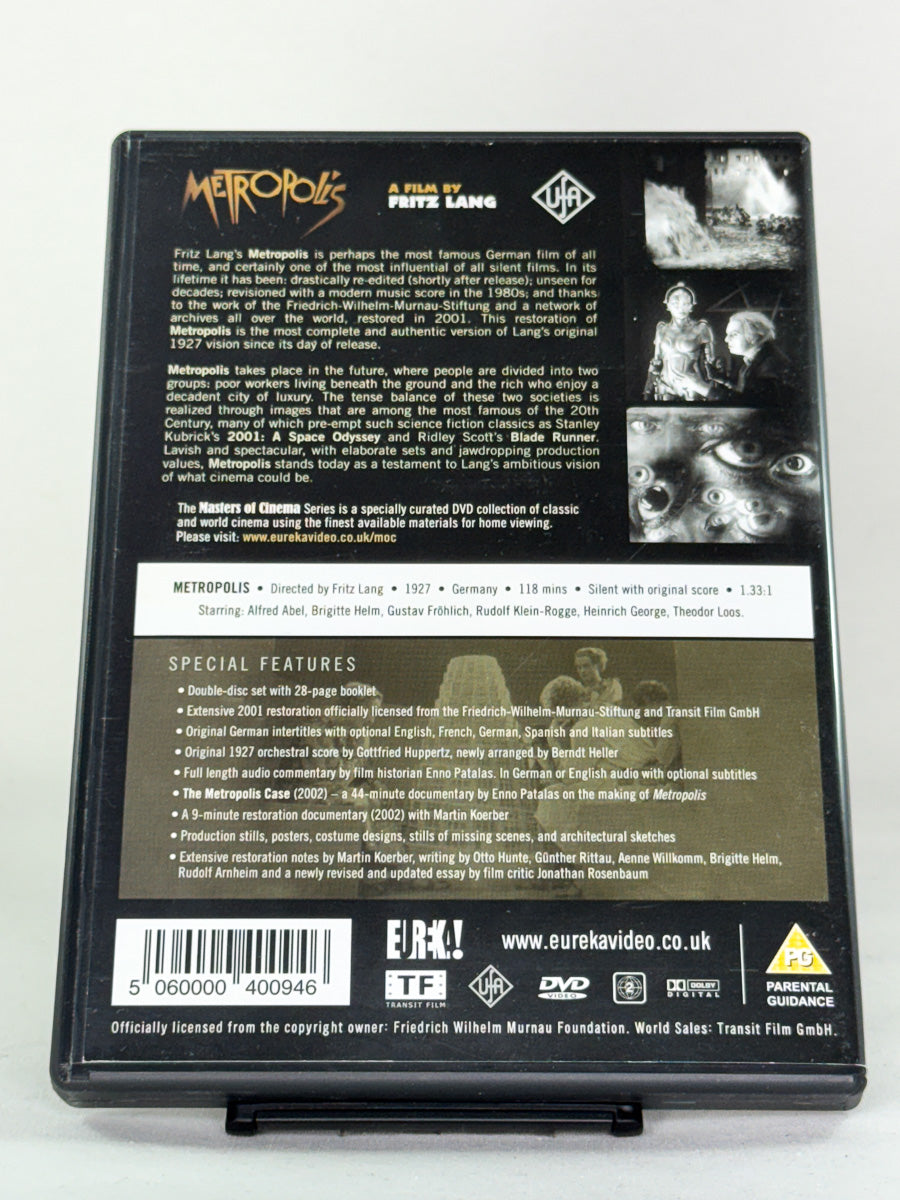 METROPOLIS
A FILM BY
FRITZ LANG
UfA
Fritz Lang's Metropolis is perhaps the most famous German film of all
time, and certainly one of the most influential of all silent films. In its
lifetime it has been: drastically re-edited (shortly after release); unseen for
decades; revisioned with a modern music score in the 1980s; and thanks
to the work of the Friedrich-Wilhelm-Murnau-Stiftung and a network of
archives all over the world, restored in 2001. This restoration of
Metropolis is the most complete and authentic version of Lang's original
1927 vision since its day of release.
Metropolis takes place in the future, where people are divided into two
groups: poor workers living beneath the ground and the rich who enjoy a
decadent city of luxury. The tense balance of these two societies is
realized through images that are among the most famous of the 20th
Century, many of which pre-empt such science fiction classics as Stanley
Kubrick's 2001: A Space Odyssey and Ridley Scott's Blade Runner.
Lavish and spectacular, with elaborate sets and jawdropping production
values, Metropolis stands today as a testament to Lang's ambitious vision
of what cinema could be.
The Masters of Cinema Series is a specially curated DVD collection of classic
and world cinema using the finest available materials for home viewing.
Please visit: www.eurekavideo.co.uk/moc
METROPOLIS • Directed by Fritz Lang • 1927 • Germany • 118 mins • Silent with original score • 1.33:1
Starring: Alfred Abel, Brigitte Helm, Gustav Fröhlich, Rudolf Klein-Rogge, Heinrich George, Theodor Loos.
SPECIAL FEATURES
• Double-disc set with 28-page booklet
• Extensive 2001 restoration officially licensed from the Friedrich-Wilhelm-Murnau-Stiftung and Transit Film GmbH
• Original German intertitles with optional English, French, German, Spanish and Italian subtitles
• Original 1927 orchestral score by Gottfried Huppertz, newly arranged by Berndt Heller
• Full length audio commentary by film historian Enno Patalas. In German or English audio with optional subtitles
• The Metropolis Case (2002) – a 44-minute documentary by Enno Patalas on the making of Metropolis
• A 9-minute restoration documentary (2002) with Martin Koerber
• Production stills, posters, costume designs, stills of missing scenes, and architectural sketches
• Extensive restoration notes by Martin Koerber, writing by Otto Hunte, Günther Rittau, Aenne Willkomm, Brigitte Helm,
Rudolf Arnheim and a newly revised and updated essay by film critic Jonathan Rosenbaum
5 060000 400946
EUREKA!
www.eurekavideo.co.uk
TF
TRANSIT FILM
UfA
DVD
VIDEO
2
DOLBY
DIGITAL
PG
PARENTAL
GUIDANCE
Officially licensed from the copyright owner: Friedrich Wilhelm Murnau Foundation. World Sales: Transit Film GmbH.